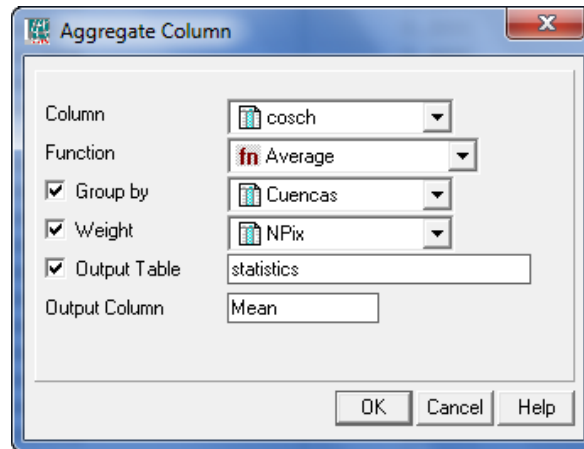 Aggregate Column
Column cosch
Function fn Average
Group by Cuencas
Weight NPix
Output Table statistics
Output Column Mean
OK Cancel Help